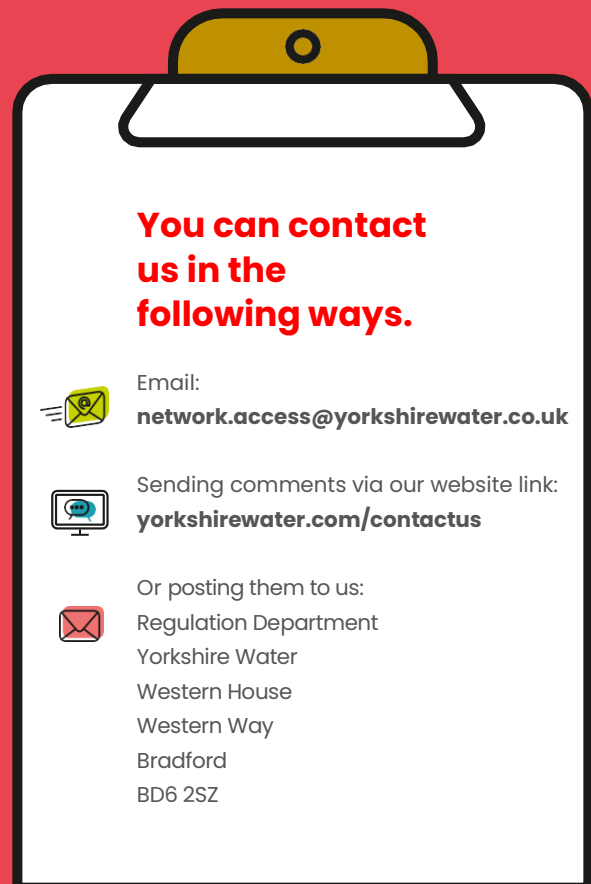 You can contact
us in the
following ways.
Email:
network.access@yorkshirewater.co.uk
Sending comments via our website link:
yorkshirewater.com/contactus
Or posting them to us:
Regulation Department
Yorkshire Water
Western House
Western Way
Bradford
BD6 2SZ